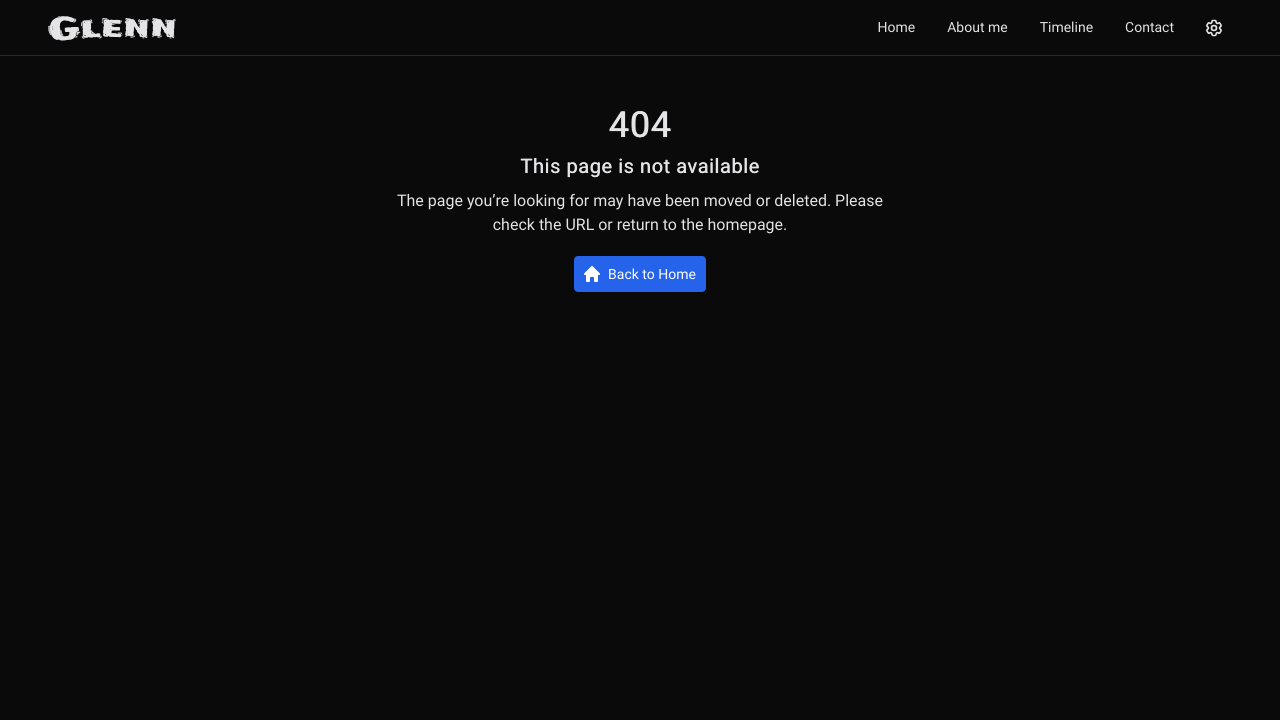 GLENN
Home
About me
Timeline
Contact
404
This page is not available
The page you’re looking for may have been moved or deleted. Please
check the URL or return to the homepage.
Back to Home